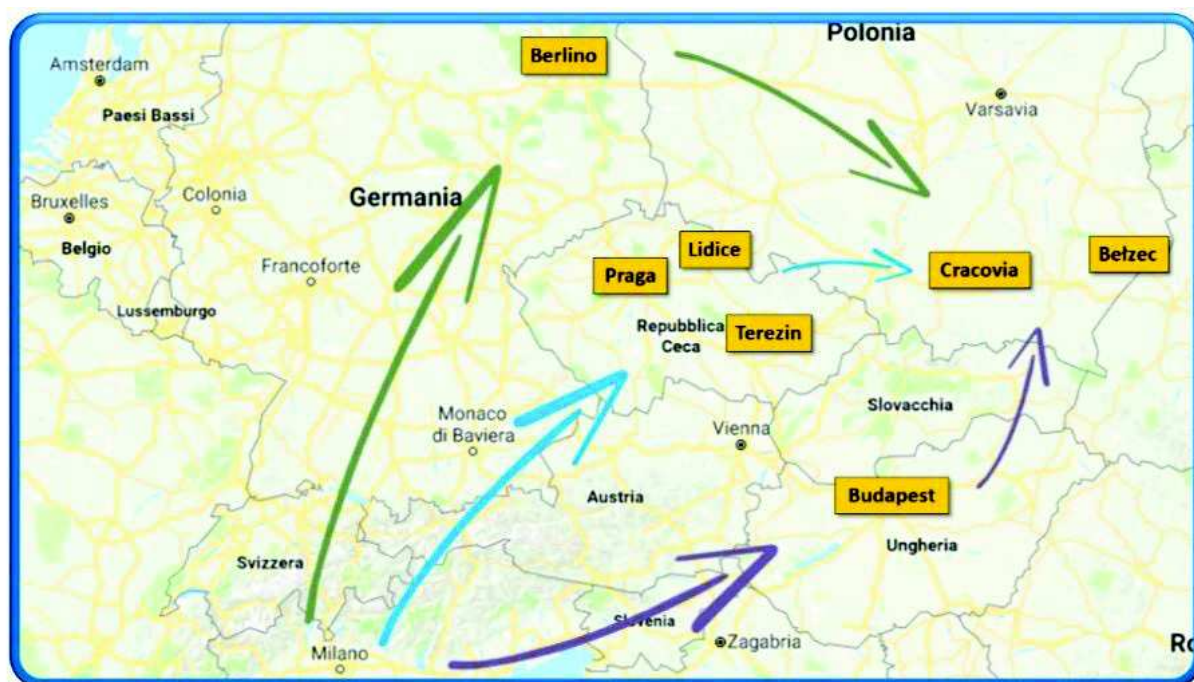 Berlino
Polonia
Amsterdam
Paesi Bassi
Varsavia
Colonia
Germania
Bruxelles
Belgio
Lidice
Bełzec
Francoforte
Praga
Cracovia
Lussemburgo
Repubblica
Ceca
Terezin
Monaco
di Baviera
Slovacchia
Vienna
Budapest
Austria
Ungheria
Svizzera
Slovenia
Milano
Zagabria
Ro